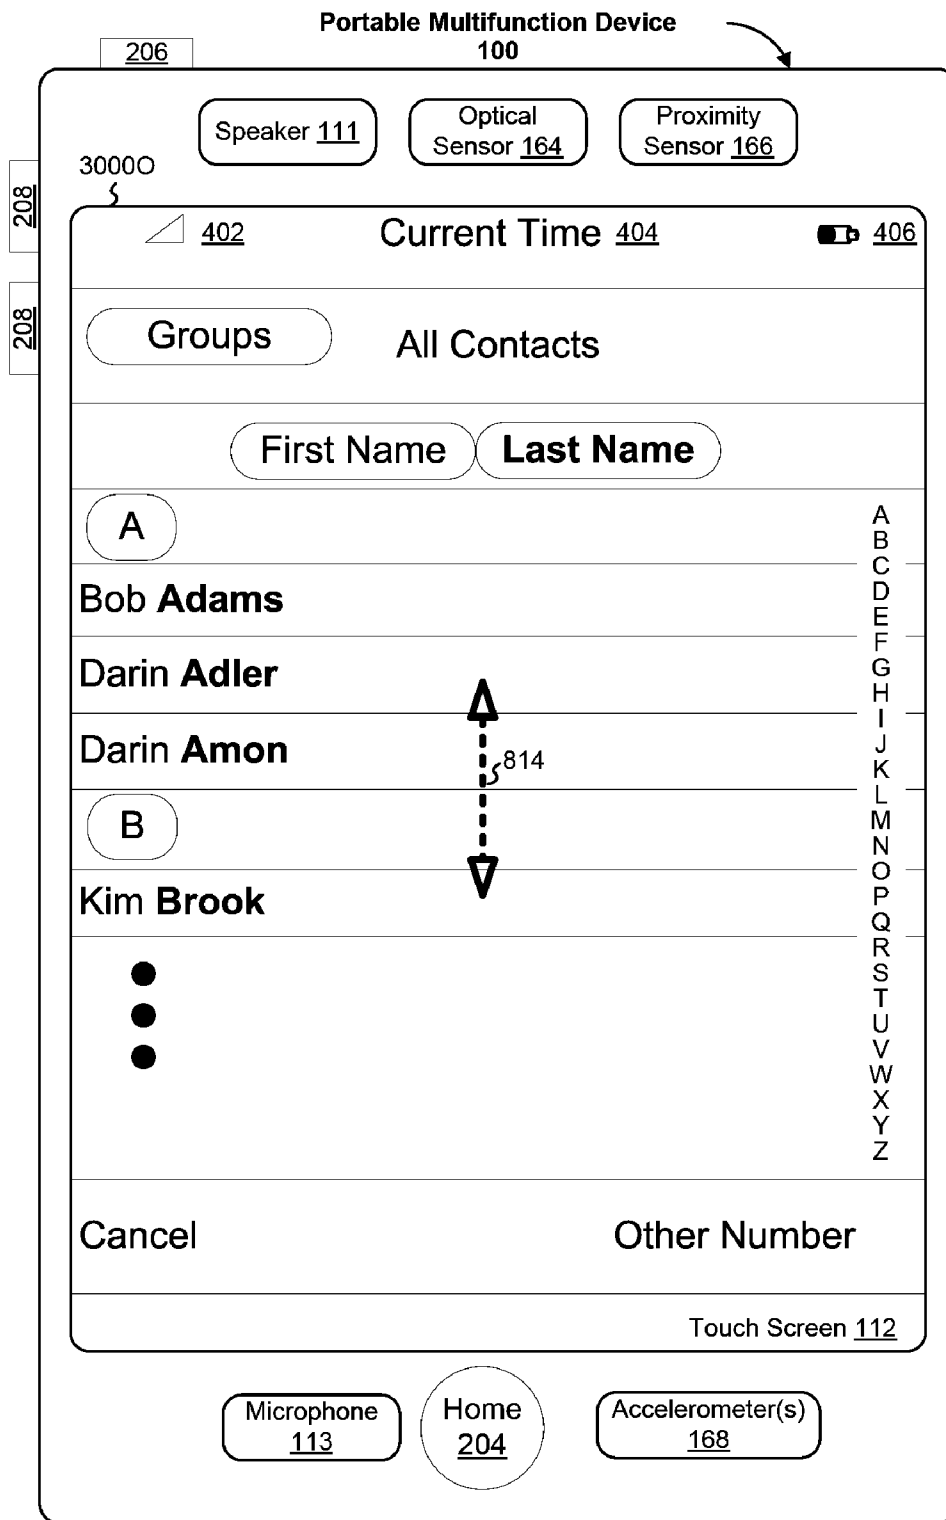 Portable Multifunction Device
100
206
Speaker 111
Optical
Sensor 164
Proximity
Sensor 166
3000O
208
208
402
Current Time 404
406
Groups
All Contacts
First Name
Last Name
A
Bob Adams
Darin Adler
Darin Amon
814
B
Kim Brook
A
B
C
D
E
F
G
H
I
J
K
L
M
N
O
P
Q
R
S
T
U
V
W
X
Y
Z
Cancel
Other Number
Touch Screen 112
Microphone
113
Home
204
Accelerometer(s)
168